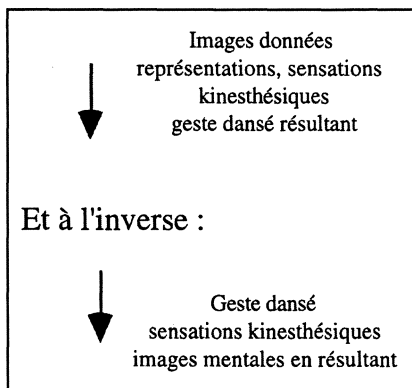 Images données
représentations, sensations
kinesthésiques
geste dansé résultant
Et à l'inverse :
Geste dansé
sensations kinesthésiques
images mentales en résultant